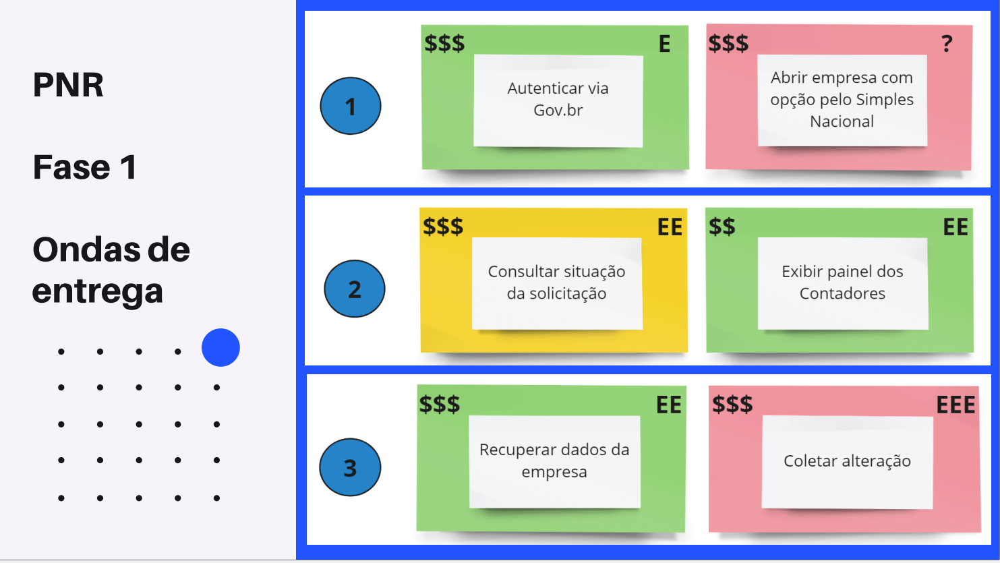 PNR
Fase 1
Ondas de
entrega
1
$$$ E
Autenticar via
Gov.br
$$$ ?
Abrir empresa com
opção pelo Simples
Nacional
2
$$$ EE
Consultar situação
da solicitação
$$ EE
Exibir painel dos
Contadores
3
$$$ EE
Recuperar dados da
empresa
$$$ EEE
Coletar alteração